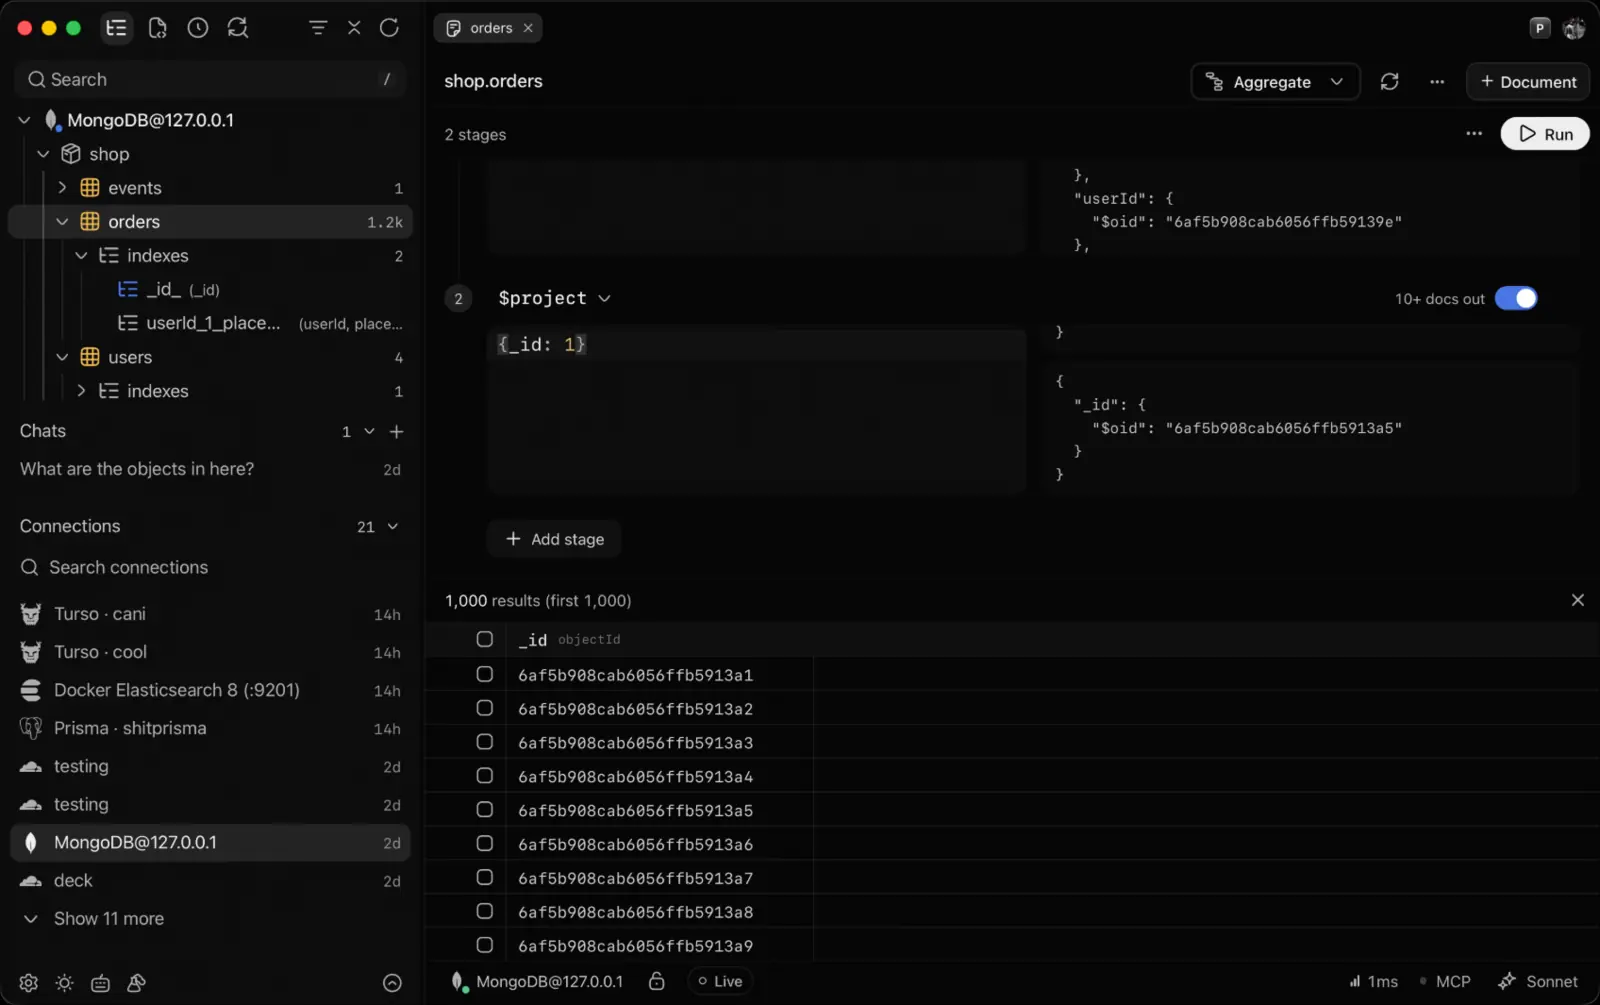 orders
P
Search
/
shop.orders
Aggregate
Document
MongoDB@127.0.0.1
2 stages
Run
shop
events
1
orders
1.2k
indexes
2
_id_ (_id)
userId_1_place... (userId, place...
users
4
indexes
1
Chats
1
What are the objects in here?
2d
Connections
21
Search connections
Turso · cani
14h
Turso · cool
14h
Docker Elasticsearch 8 (:9201)
14h
Prisma · shitprisma
14h
testing
2d
testing
2d
MongoDB@127.0.0.1
2d
deck
2d
Show 11 more
},
"userId": {
"$oid": "6af5b908cab6056ffb59139e"
},
2
$project
10+ docs out
{_id: 1}
}
{
"_id": {
"$oid": "6af5b908cab6056ffb5913a5"
}
}
Add stage
1,000 results (first 1,000)
_id objectId
6af5b908cab6056ffb5913a1
6af5b908cab6056ffb5913a2
6af5b908cab6056ffb5913a3
6af5b908cab6056ffb5913a4
6af5b908cab6056ffb5913a5
6af5b908cab6056ffb5913a6
6af5b908cab6056ffb5913a7
6af5b908cab6056ffb5913a8
6af5b908cab6056ffb5913a9
MongoDB@127.0.0.1
Live
1ms
MCP
Sonnet